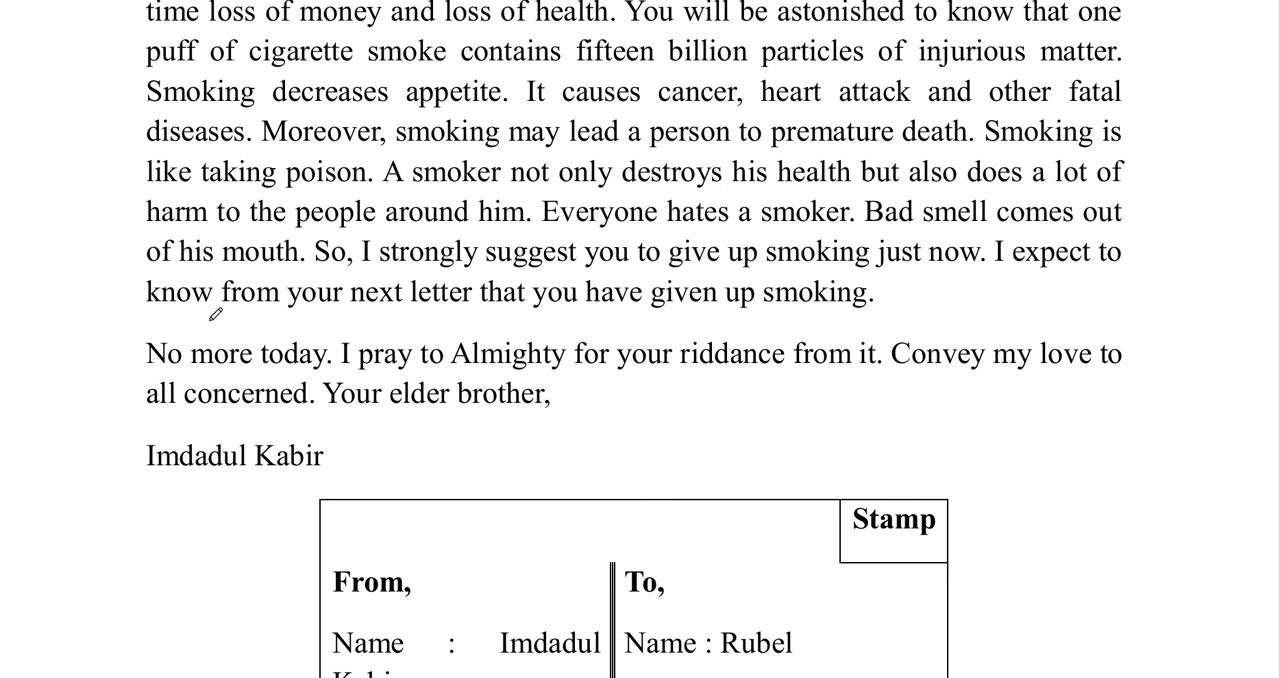 time loss of money and loss of health. You will be astonished to know that one
puff of cigarette smoke contains fifteen billion particles of injurious matter.
Smoking decreases appetite. It causes cancer, heart attack and other fatal
diseases. Moreover, smoking may lead a person to premature death. Smoking is
like taking poison. A smoker not only destroys his health but also does a lot of
harm to the people around him. Everyone hates a smoker. Bad smell comes out
of his mouth. So, I strongly suggest you to give up smoking just now. I expect to
know from your next letter that you have given up smoking.
No more today. I pray to Almighty for your riddance from it. Convey my love to
all concerned. Your elder brother,
Imdadul Kabir
Stamp
From,
Name : Imdadul
To,
Name : Rubel